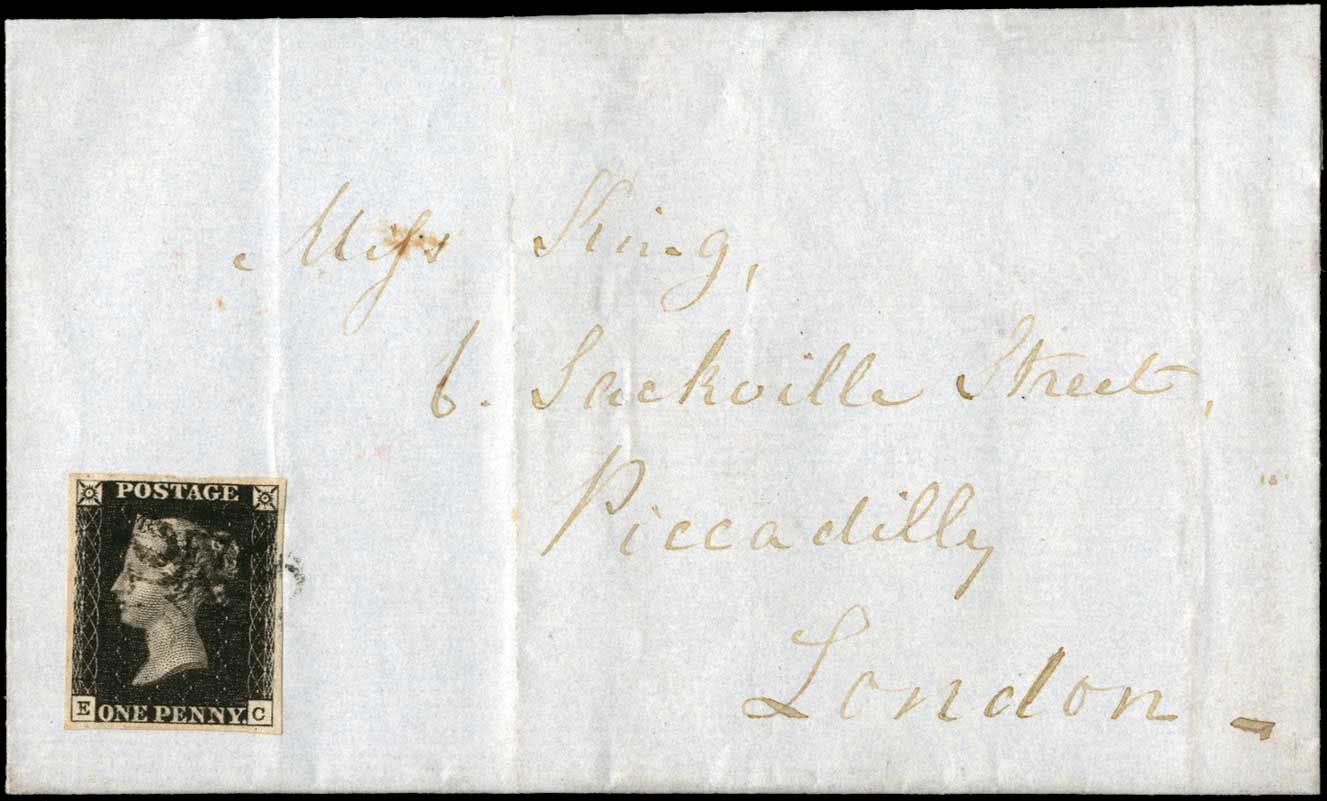 Miss King,
6. Sackville Street,
Piccadilly
London
POSTAGE
E ONE PENNY. C